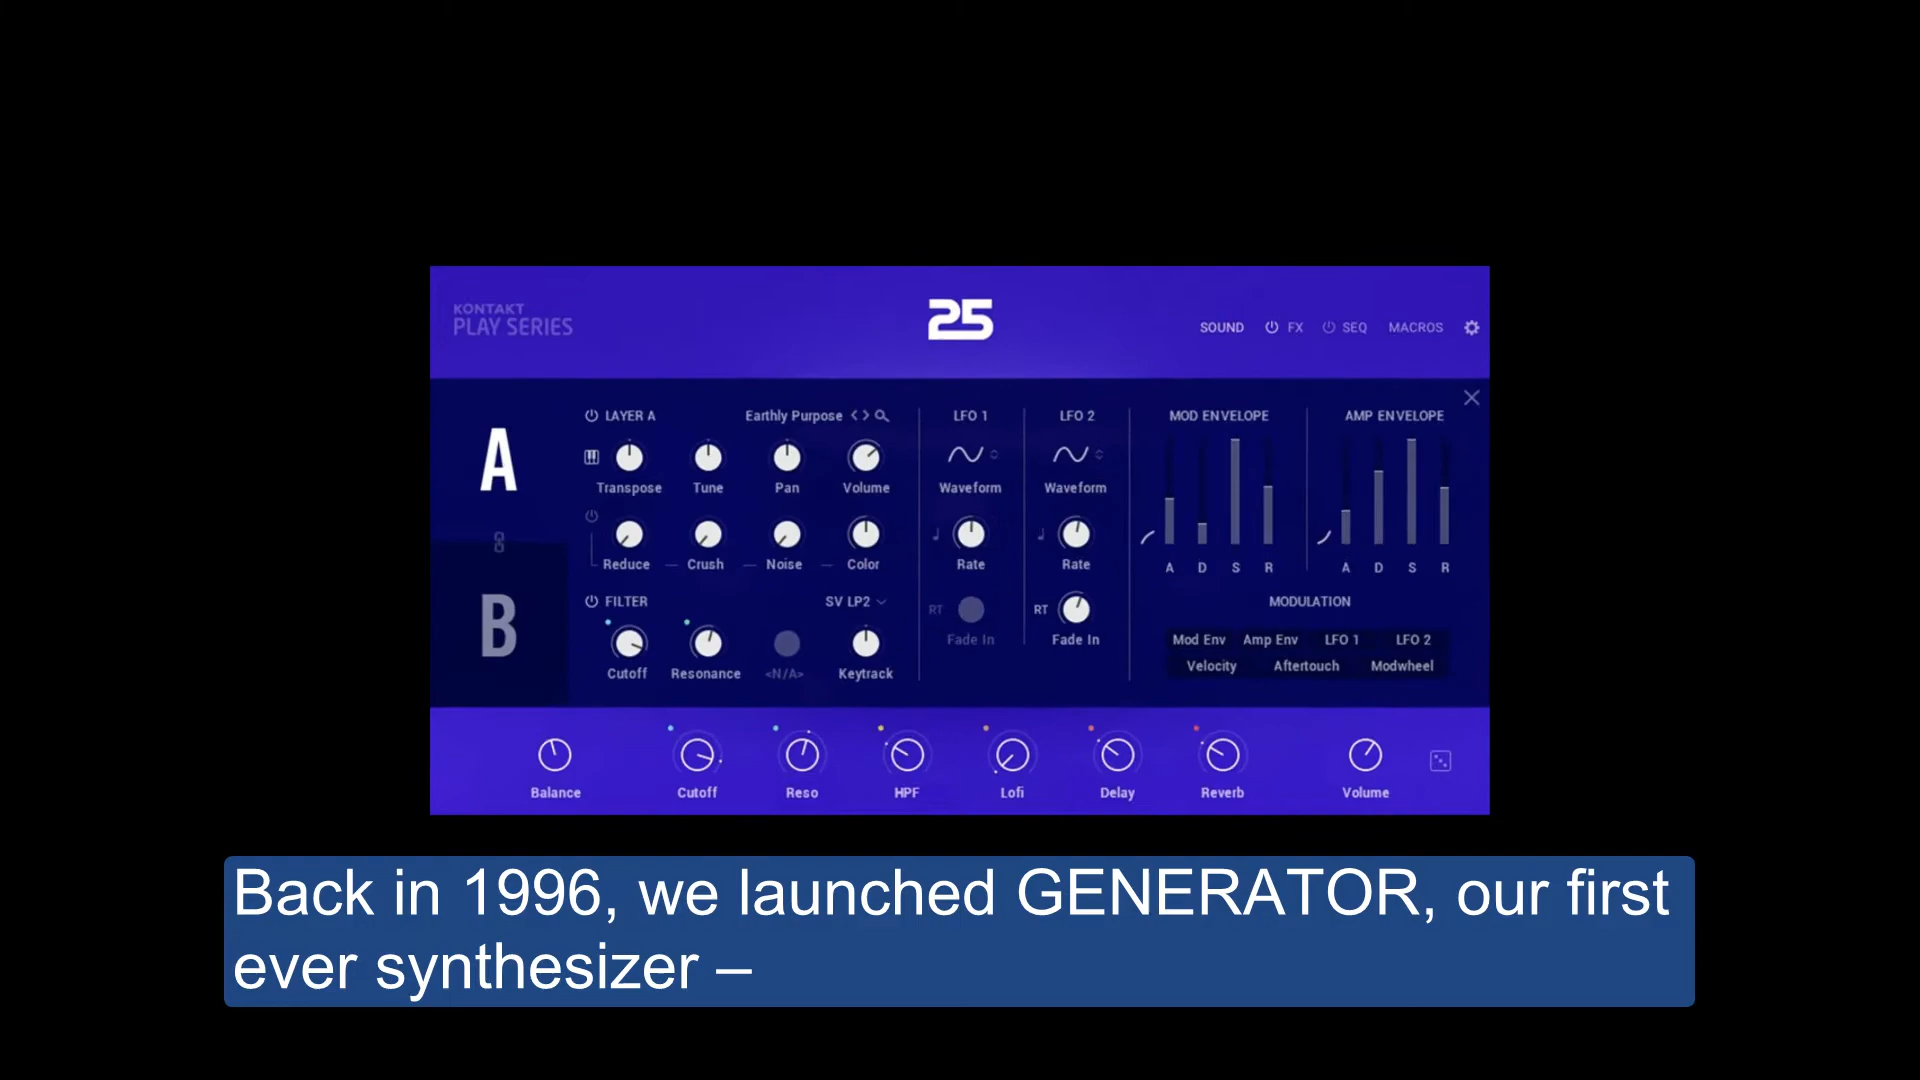 KONTAKT
PLAY SERIES
25
SOUND FX SEQ MACROS
A
B
LAYER A Earthly Purpose
Transpose Tune Pan Volume
Reduce Crush Noise Color
FILTER SV LP2
Cutoff Resonance <N/A> Keytrack
LFO 1
Waveform
Rate
RT
Fade In
LFO 2
Waveform
Rate
RT
Fade In
MOD ENVELOPE
A D S R
AMP ENVELOPE
A D S R
MODULATION
Mod Env Amp Env LFO 1 LFO 2
Velocity Aftertouch Modwheel
Balance Cutoff Reso HPF Lofi Delay Reverb Volume
Back in 1996, we launched GENERATOR, our first
ever synthesizer –